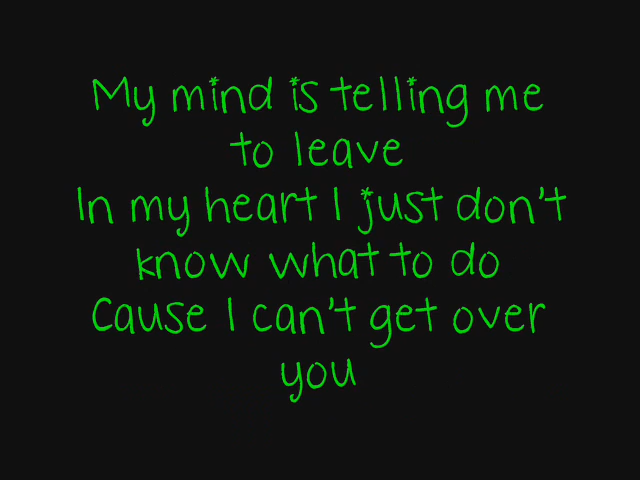 My mind is telling me
to leave
In my heart I just don't
know what to do
Cause I can't get over
you